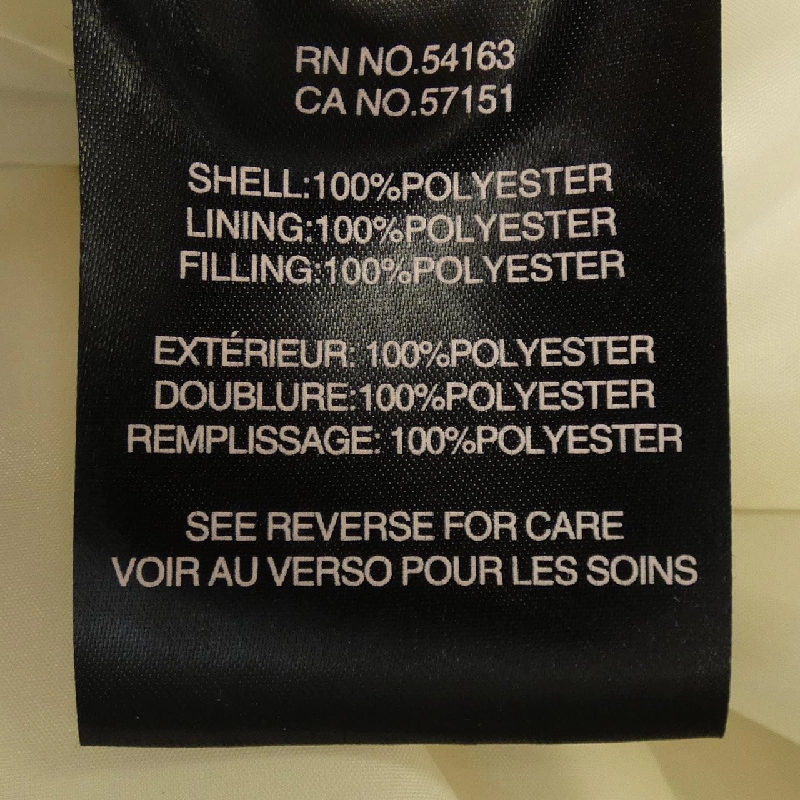 RN NO.54163
CA NO.57151
SHELL:100%POLYESTER
LINING:100%POLYESTER
FILLING:100%POLYESTER
EXTÉRIEUR: 100%POLYESTER
DOUBLURE:100%POLYESTER
REMPLISSAGE: 100%POLYESTER
SEE REVERSE FOR CARE
VOIR AU VERSO POUR LES SOINS